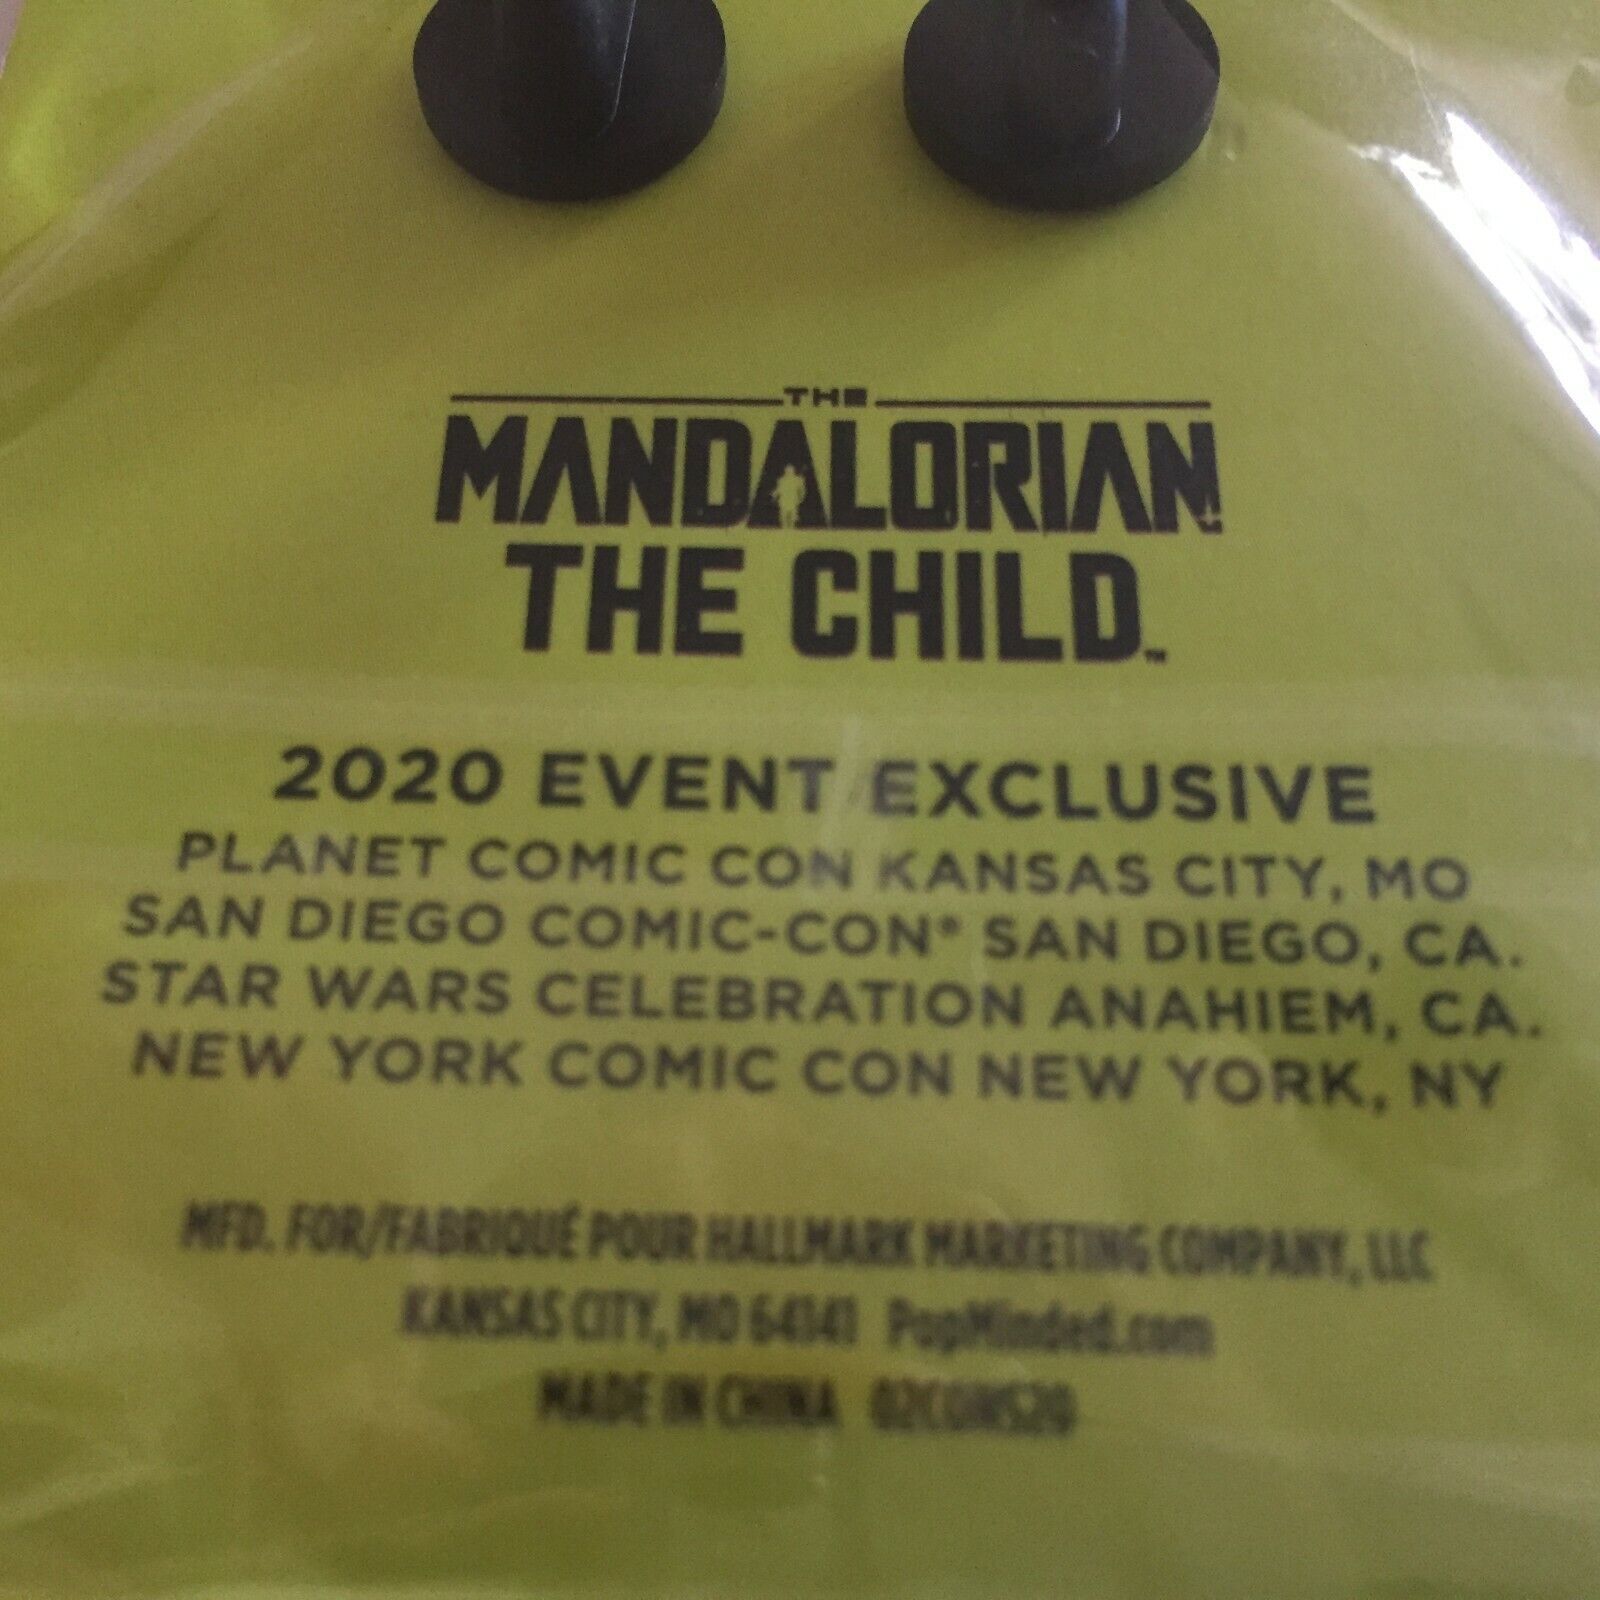 THE
MANDALORIAN
THE CHILD™
2020 EVENT EXCLUSIVE
PLANET COMIC CON KANSAS CITY, MO
SAN DIEGO COMIC-CON® SAN DIEGO, CA.
STAR WARS CELEBRATION ANAHIEM, CA.
NEW YORK COMIC CON NEW YORK, NY
MFD. FOR/FABRIQUÉ POUR HALLMARK MARKETING COMPANY, LLC
KANSAS CITY, MO 64141 PopMinded.com
MADE IN CHINA 02CONS20